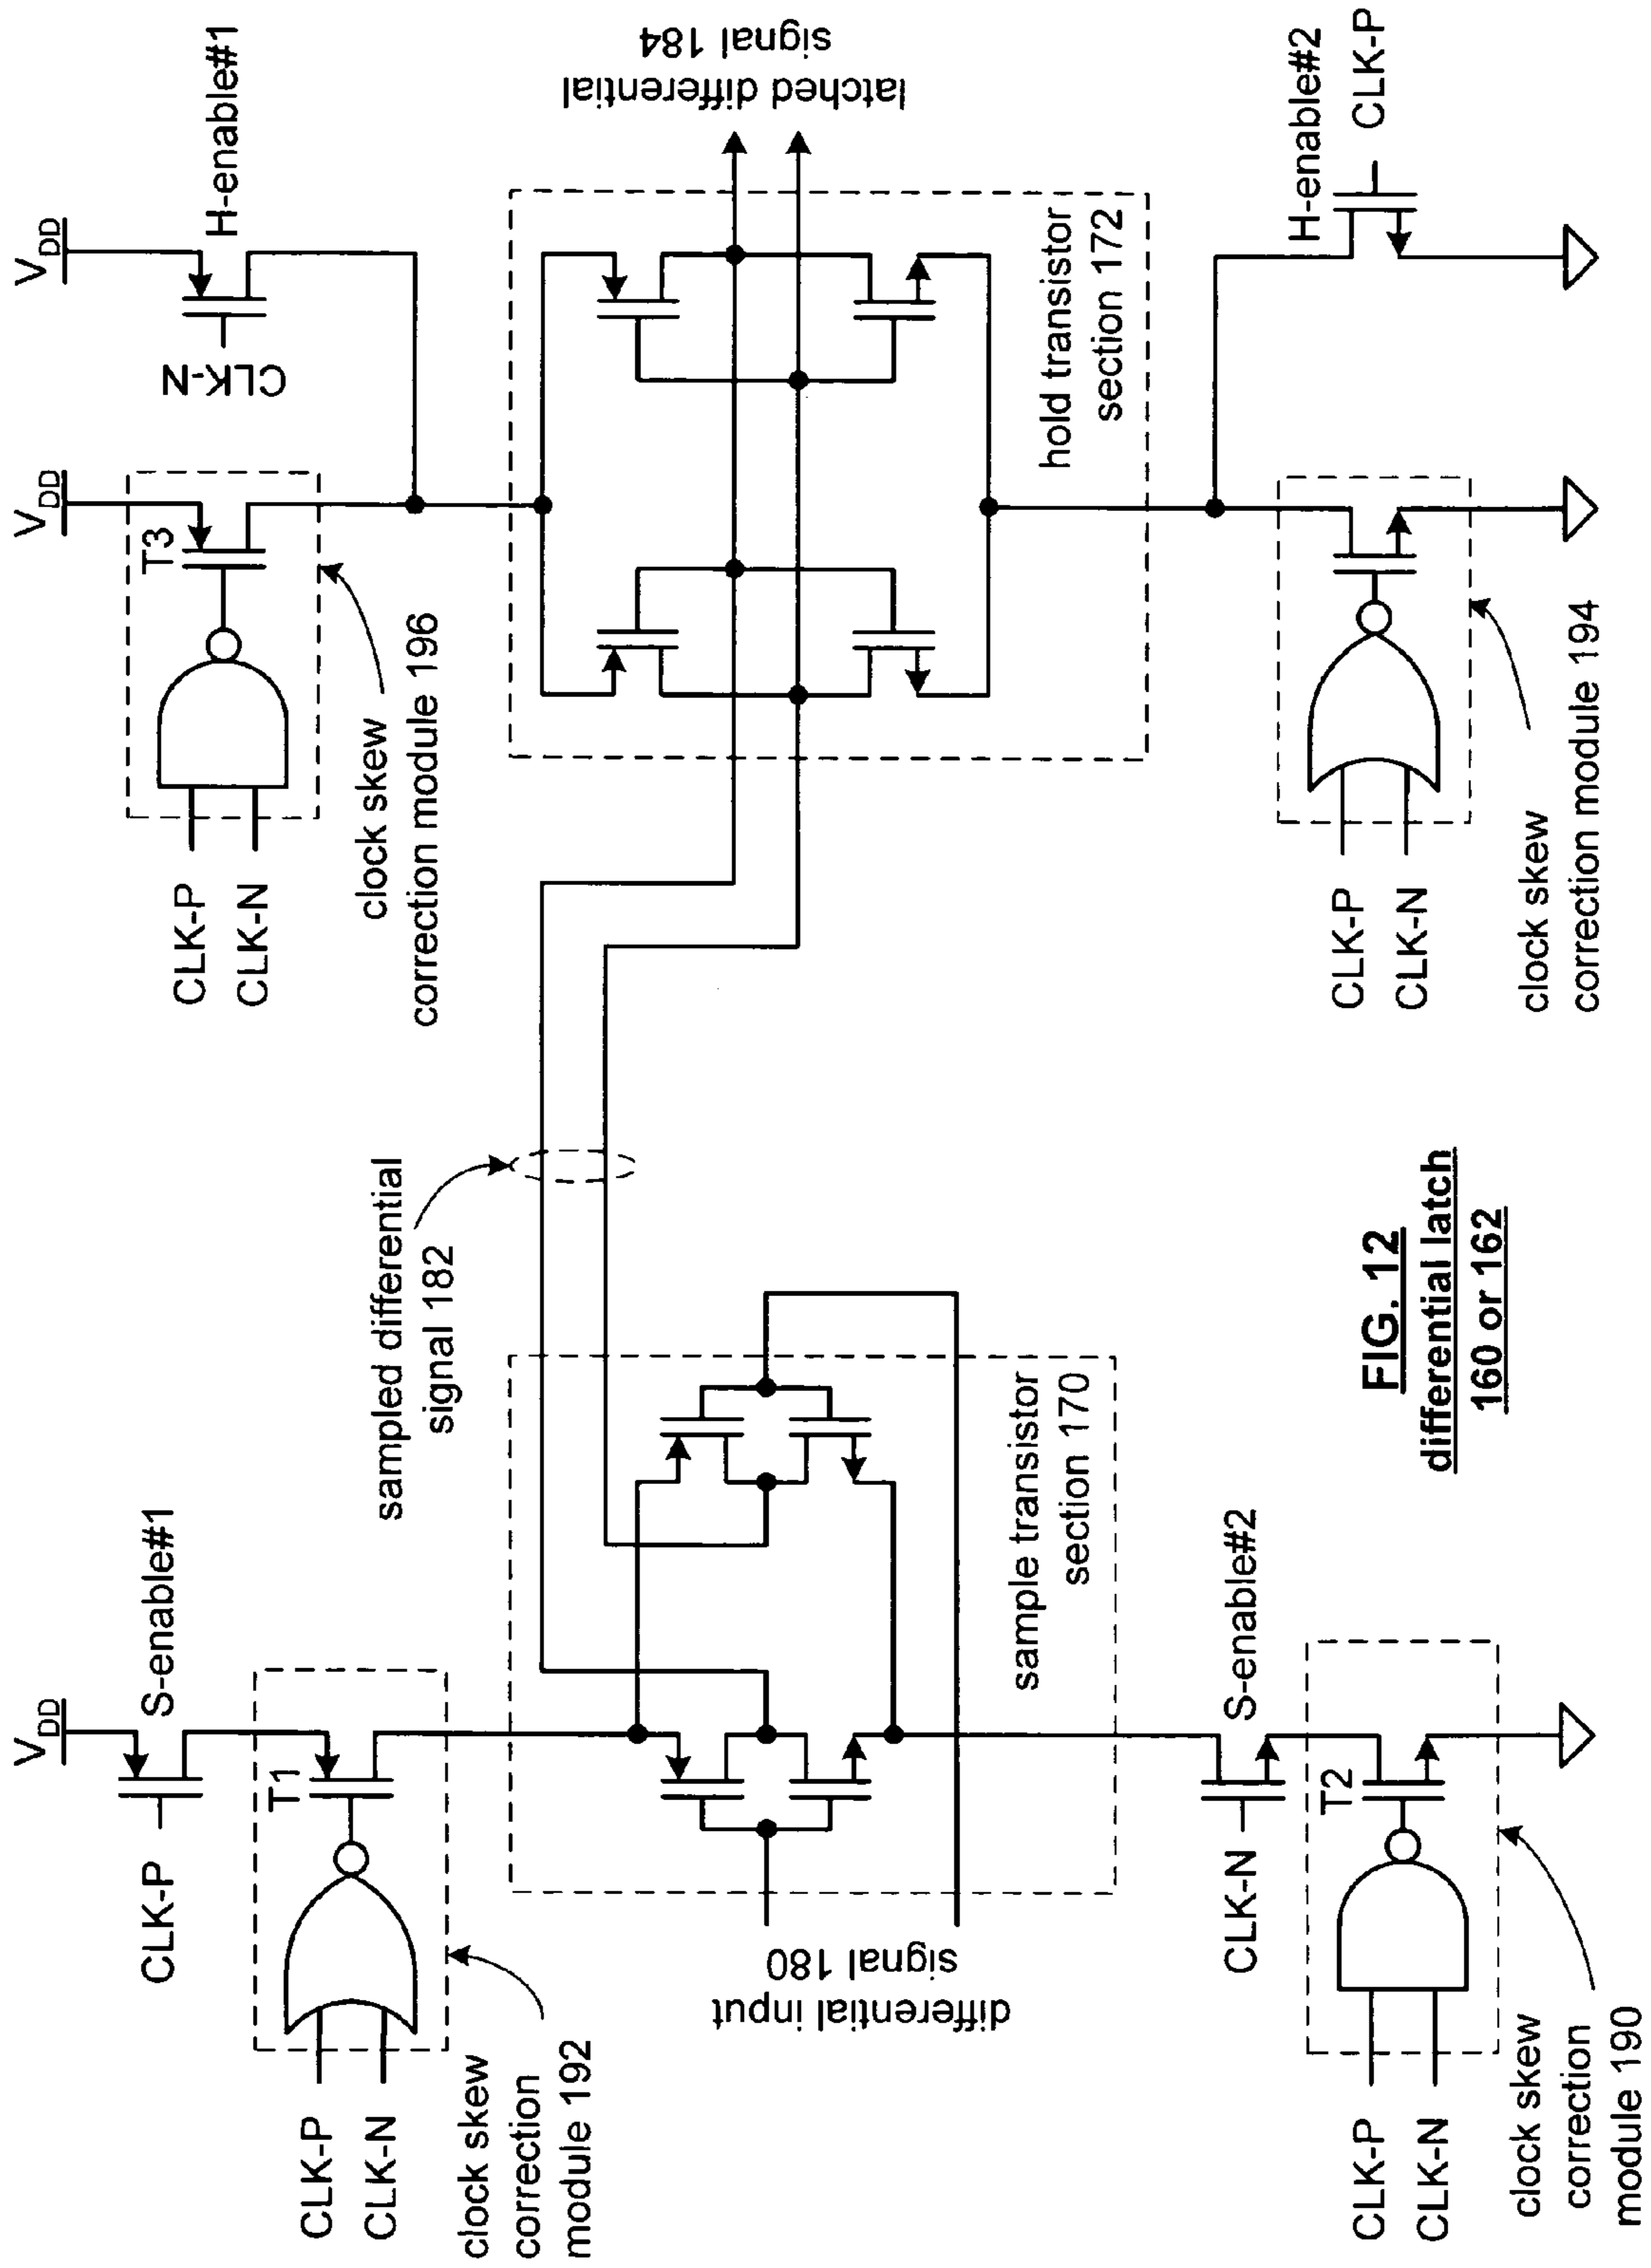 V_DD
S-enable#1
CLK-P
T1
CLK-P
CLK-N
clock skew
correction
module 192
sampled differential
signal 182
V_DD
T3
CLK-P
CLK-N
clock skew
correction module 196
V_DD
H-enable#1
CLK-N
differential input
signal 180
sample transistor
section 170
hold transistor
section 172
latched differential
signal 184
S-enable#2
CLK-N
T2
CLK-P
CLK-N
clock skew
correction
module 190
CLK-P
CLK-N
clock skew
correction module 194
H-enable#2
CLK-P
FIG. 12
differential latch
160 or 162